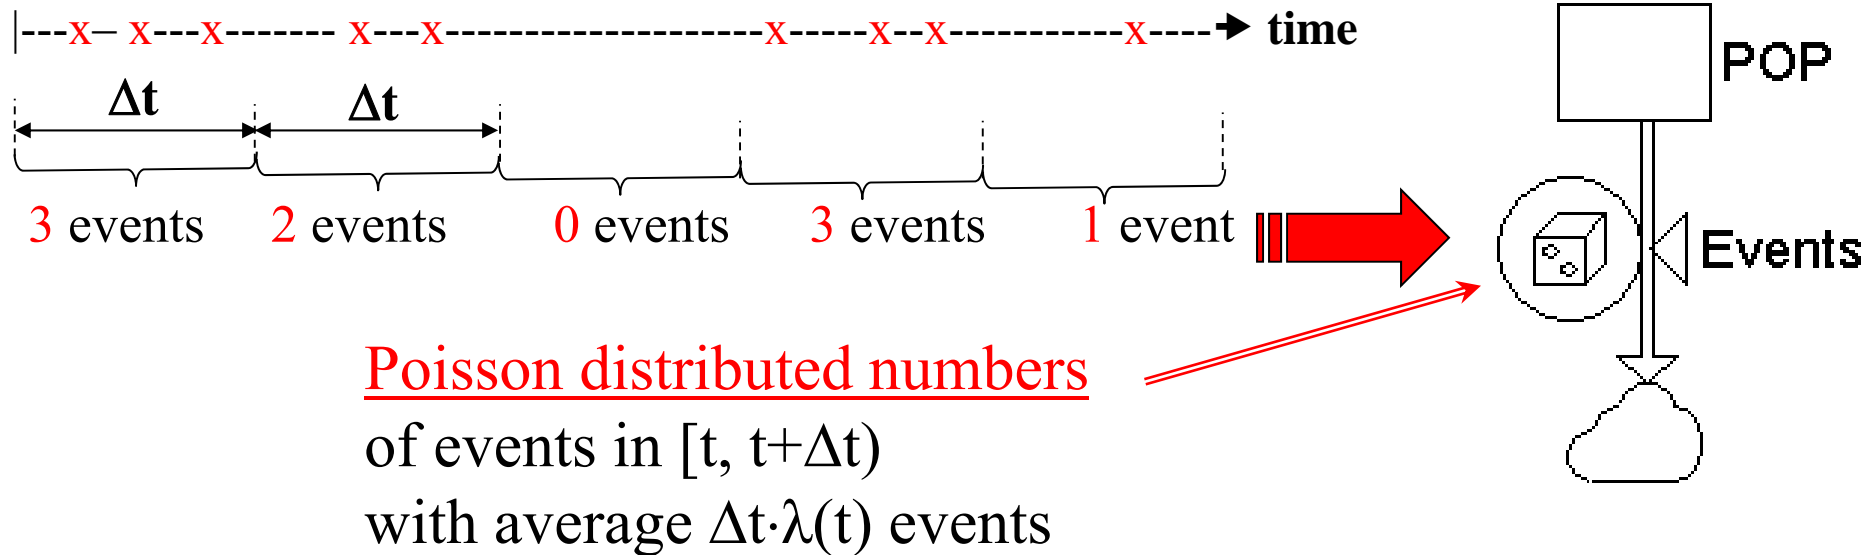 |---x– x---x------- x---x--------------------x-----x--x-----------x---- time
Δt Δt
3 events 2 events 0 events 3 events 1 event
POP
Events
Poisson distributed numbers
of events in [t, t+Δt)
with average Δt·λ(t) events